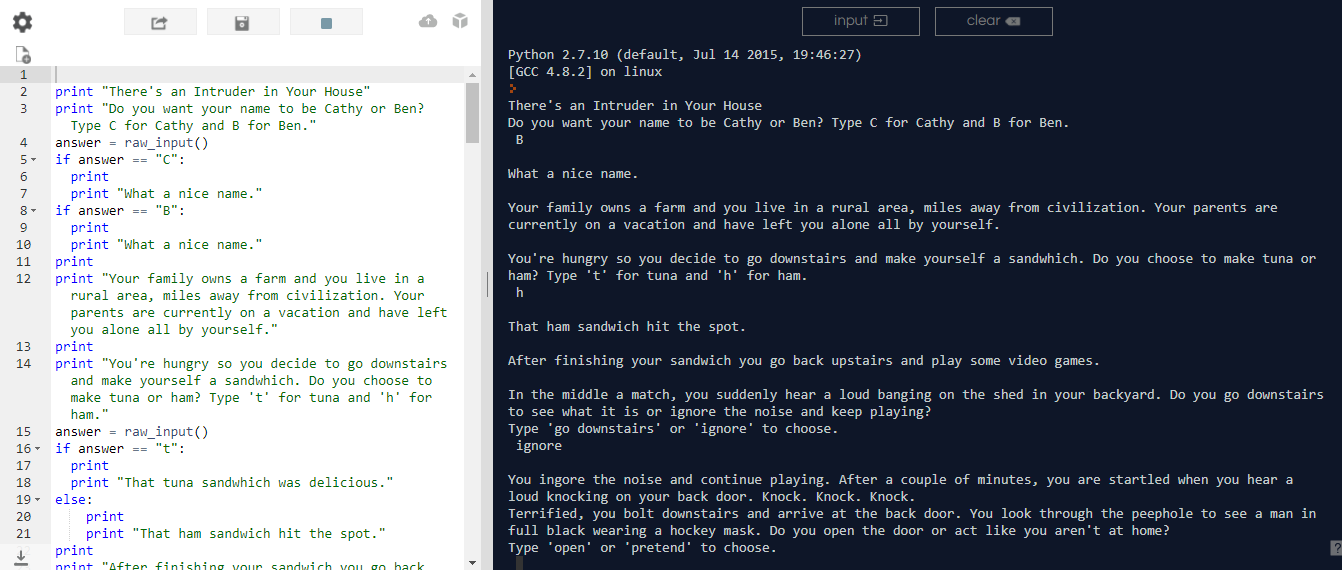 input
clear
1
2 print "There's an Intruder in Your House"
3 print "Do you want your name to be Cathy or Ben?
Type C for Cathy and B for Ben."
4 answer = raw_input()
5 if answer == "C":
6 print
7 print "What a nice name."
8 if answer == "B":
9 print
10 print "What a nice name."
11 print
12 print "Your family owns a farm and you live in a
rural area, miles away from civilization. Your
parents are currently on a vacation and have left
you alone all by yourself."
13 print
14 print "You're hungry so you decide to go downstairs
and make yourself a sandwhich. Do you choose to
make tuna or ham? Type 't' for tuna and 'h' for
ham."
15 answer = raw_input()
16 if answer == "t":
17 print
18 print "That tuna sandwhich was delicious."
19 else:
20 print
21 print "That ham sandwich hit the spot."
print
print "After finishing your sandwich you go back
Python 2.7.10 (default, Jul 14 2015, 19:46:27)
[GCC 4.8.2] on linux
There's an Intruder in Your House
Do you want your name to be Cathy or Ben? Type C for Cathy and B for Ben.
B
What a nice name.
Your family owns a farm and you live in a rural area, miles away from civilization. Your parents are
currently on a vacation and have left you alone all by yourself.
You're hungry so you decide to go downstairs and make yourself a sandwhich. Do you choose to make tuna or
ham? Type 't' for tuna and 'h' for ham.
h
That ham sandwich hit the spot.
After finishing your sandwich you go back upstairs and play some video games.
In the middle a match, you suddenly hear a loud banging on the shed in your backyard. Do you go downstairs
to see what it is or ignore the noise and keep playing?
Type 'go downstairs' or 'ignore' to choose.
ignore
You ingore the noise and continue playing. After a couple of minutes, you are startled when you hear a
loud knocking on your back door. Knock. Knock. Knock.
Terrified, you bolt downstairs and arrive at the back door. You look through the peephole to see a man in
full black wearing a hockey mask. Do you open the door or act like you aren't at home?
Type 'open' or 'pretend' to choose.
?